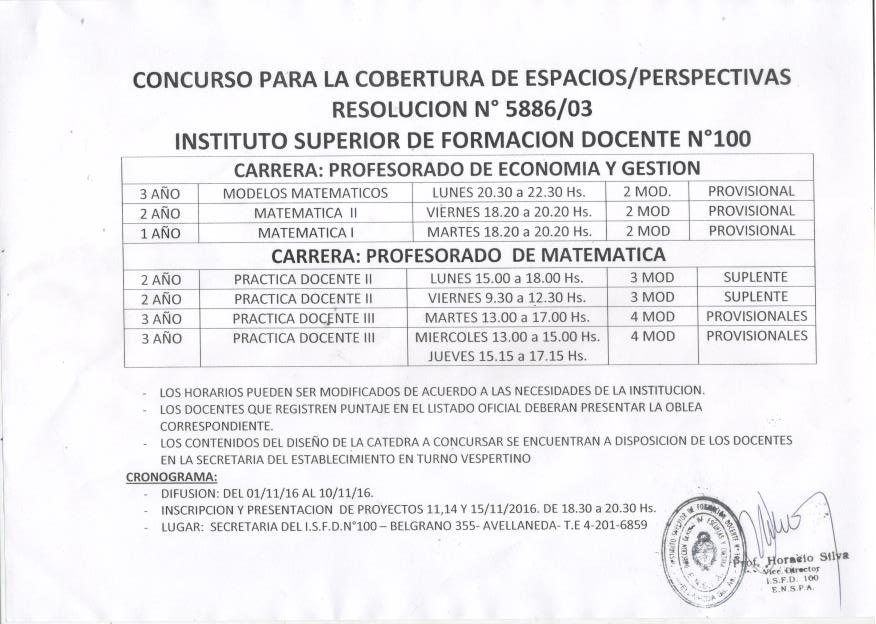 CONCURSO PARA LA COBERTURA DE ESPACIOS/PERSPECTIVAS
RESOLUCION N° 5886/03
INSTITUTO SUPERIOR DE FORMACION DOCENTE N°100
CARRERA: PROFESORADO DE ECONOMIA Y GESTION
3 AÑO MODELOS MATEMATICOS LUNES 20.30 a 22.30 Hs. 2 MOD. PROVISIONAL
2 AÑO MATEMATICA II VIERNES 18.20 a 20.20 Hs. 2 MOD PROVISIONAL
1 AÑO MATEMATICA I MARTES 18.20 a 20.20 Hs. 2 MOD PROVISIONAL
CARRERA: PROFESORADO DE MATEMATICA
2 AÑO PRACTICA DOCENTE II LUNES 15.00 a 18.00 Hs. 3 MOD SUPLENTE
2 AÑO PRACTICA DOCENTE II VIERNES 9.30 a 12.30 Hs. 3 MOD SUPLENTE
3 AÑO PRACTICA DOCENTE III MARTES 13.00 a 17.00 Hs. 4 MOD PROVISIONALES
3 AÑO PRACTICA DOCENTE III MIERCOLES 13.00 a 15.00 Hs. 4 MOD PROVISIONALES
JUEVES 15.15 a 17.15 Hs.
- LOS HORARIOS PUEDEN SER MODIFICADOS DE ACUERDO A LAS NECESIDADES DE LA INSTITUCION.
- LOS DOCENTES QUE REGISTREN PUNTAJE EN EL LISTADO OFICIAL DEBERAN PRESENTAR LA OBLEA
CORRESPONDIENTE.
- LOS CONTENIDOS DEL DISEÑO DE LA CATEDRA A CONCURSAR SE ENCUENTRAN A DISPOSICION DE LOS DOCENTES
EN LA SECRETARIA DEL ESTABLECIMIENTO EN TURNO VESPERTINO
CRONOGRAMA:
- DIFUSION: DEL 01/11/16 AL 10/11/16.
- INSCRIPCION Y PRESENTACION DE PROYECTOS 11,14 Y 15/11/2016. DE 18.30 a 20.30 Hs.
- LUGAR: SECRETARIA DEL I.S.F.D.N°100 – BELGRANO 355- AVELLANEDA- T.E 4-201-6859
INSTITUTO SUPERIOR DE FORMACION DOCENTE N°
Prof. Horacio Silva
Vice Director
I.S.F.D. 100
E.N.S.P.A.